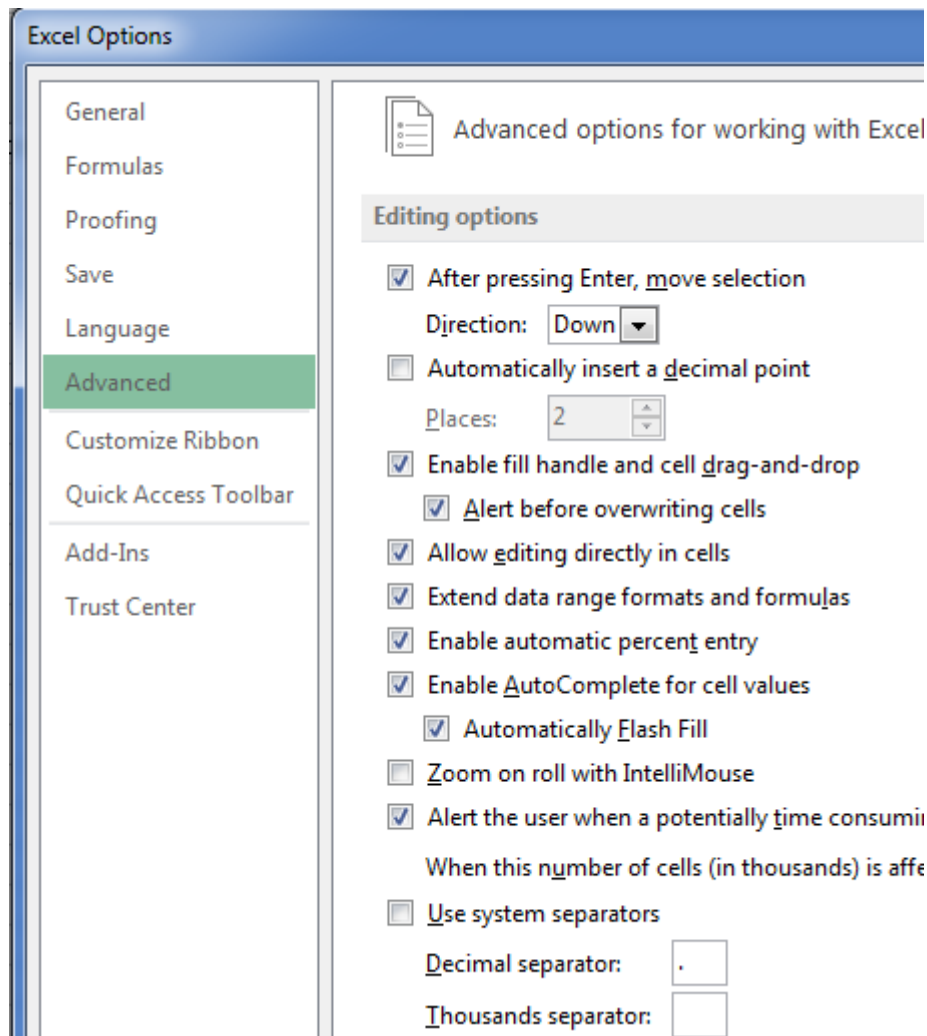 Excel Options
General
Formulas
Proofing
Save
Language
Advanced
Customize Ribbon
Quick Access Toolbar
Add-Ins
Trust Center
Advanced options for working with Excel
Editing options
After pressing Enter, move selection
Direction: Down
Automatically insert a decimal point
Places: 2
Enable fill handle and cell drag-and-drop
Alert before overwriting cells
Allow editing directly in cells
Extend data range formats and formulas
Enable automatic percent entry
Enable AutoComplete for cell values
Automatically Flash Fill
Zoom on roll with IntelliMouse
Alert the user when a potentially time consumi
When this number of cells (in thousands) is affe
Use system separators
Decimal separator: .
Thousands separator: